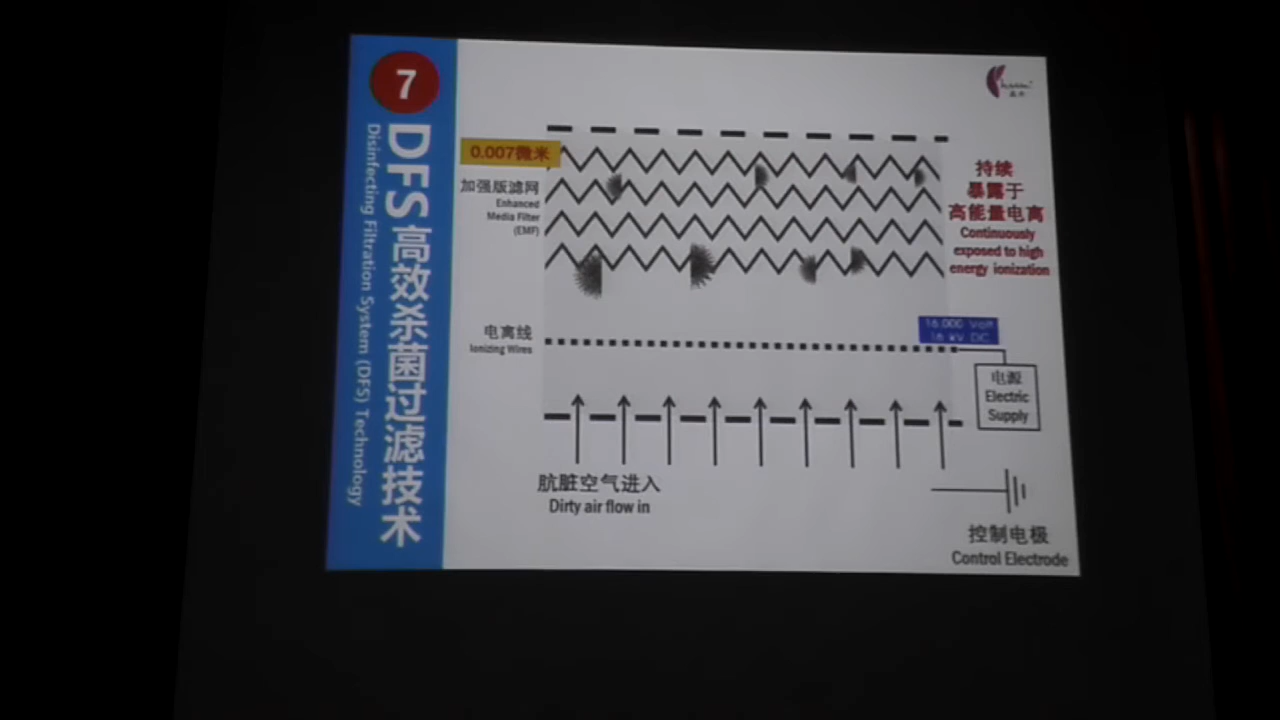 7
DFS高效杀菌过滤技术
Disinfecting Filtration System (DFS) Technology
0.007微米
加强版滤网
Enhanced
Media Filter
(EMF)
持续
暴露于
高能量电离
Continuously
exposed to high
energy ionization
电离线
Ionizing Wires
16,000 Volt
16 kV DC
电源
Electric
Supply
肮脏空气进入
Dirty air flow in
控制电极
Control Electrode